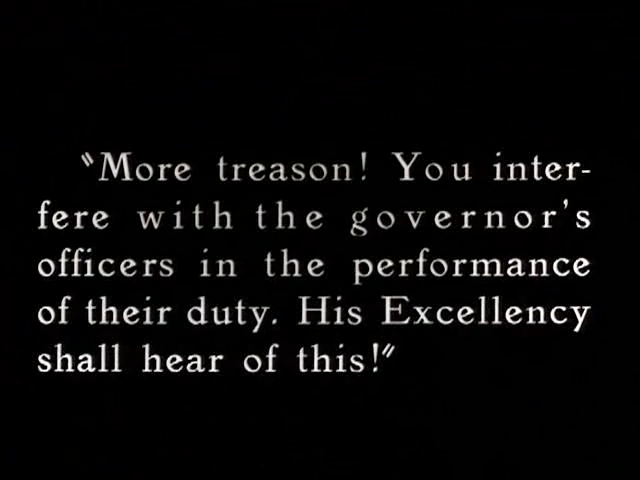 "More treason! You inter-
fere with the governor's
officers in the performance
of their duty. His Excellency
shall hear of this!"